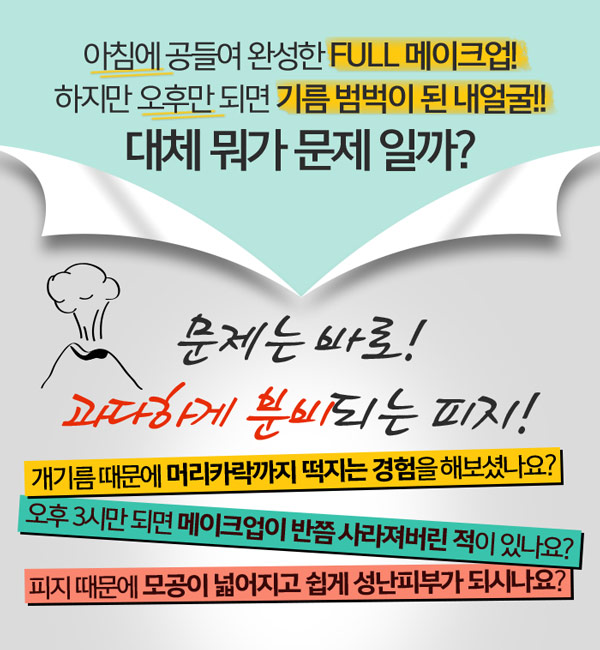 아침에 공들여 완성한 FULL 메이크업!
하지만 오후만 되면 기름 범벅이 된 내얼굴!!
대체 뭐가 문제 일까?
문제는 바로!
과다하게 분비되는 피지!
개기름 때문에 머리카락까지 떡지는 경험을 해보셨나요?
오후 3시만 되면 메이크업이 반쯤 사라져버린 적이 있나요?
피지 때문에 모공이 넓어지고 쉽게 성난피부가 되시나요?